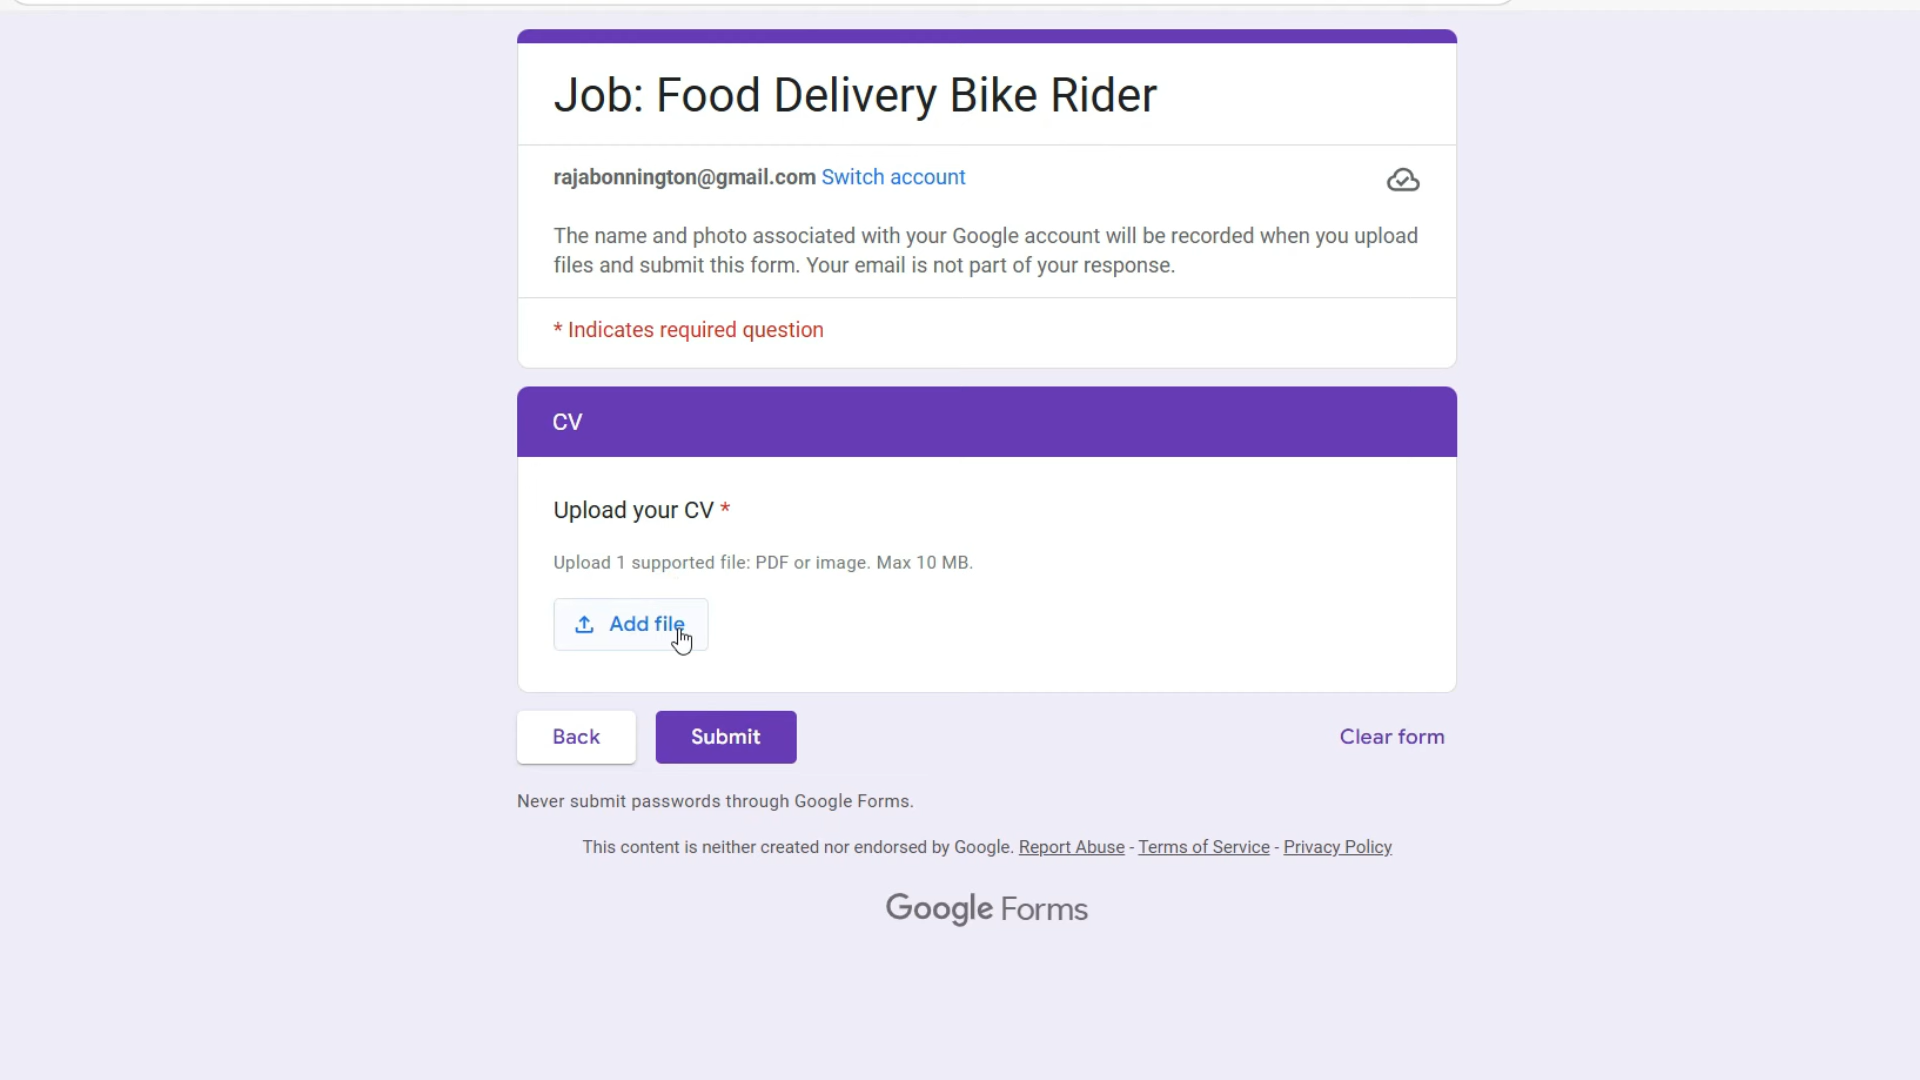 Job: Food Delivery Bike Rider
rajabonnington@gmail.com Switch account
The name and photo associated with your Google account will be recorded when you upload
files and submit this form. Your email is not part of your response.
* Indicates required question
CV
Upload your CV *
Upload 1 supported file: PDF or image. Max 10 MB.
Add file
Back Submit Clear form
Never submit passwords through Google Forms.
This content is neither created nor endorsed by Google. Report Abuse - Terms of Service - Privacy Policy
Google Forms